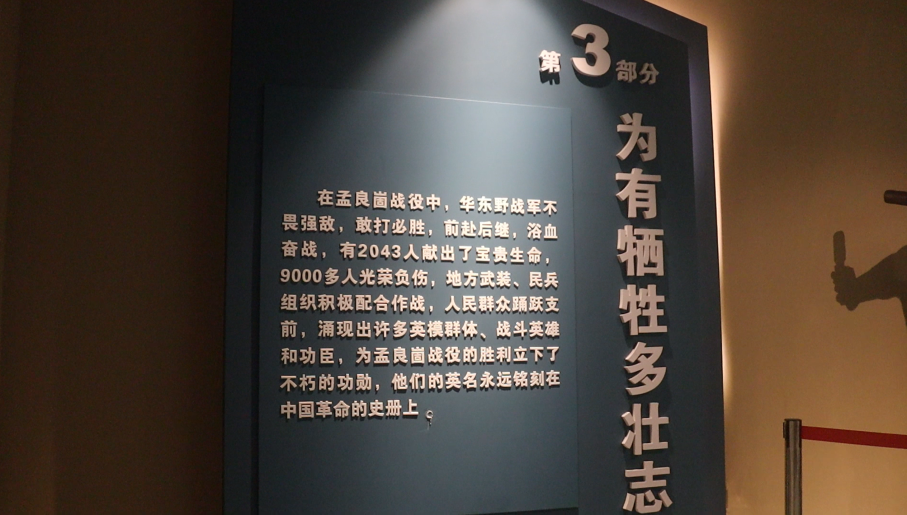 第3部分
为有牺牲多壮志
在孟良崮战役中，华东野战军不
畏强敌，敢打必胜，前赴后继，浴血
奋战，有2043人献出了宝贵生命，
9000多人光荣负伤，地方武装、民兵
组织积极配合作战，人民群众踊跃支
前，涌现出许多英模群体、战斗英雄
和功臣，为孟良崮战役的胜利立下了
不朽的功勋，他们的英名永远铭刻在
中国革命的史册上。